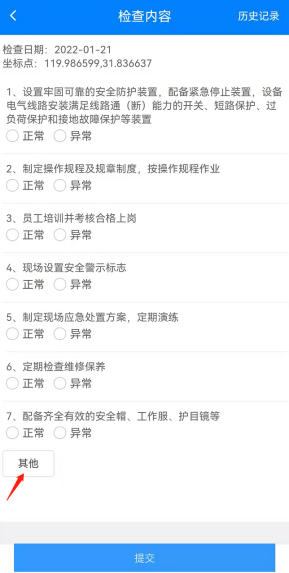 检查内容
历史记录
检查日期：2022-01-21
坐标点：119.986599,31.836637
1、设置牢固可靠的安全防护装置，配备紧急停止装置，设备
电气线路安装满足线路通（断）能力的开关、短路保护、过
负荷保护和接地故障保护等装置
正常 异常
2、制定操作规程及规章制度，按操作规程作业
正常 异常
3、员工培训并考核合格上岗
正常 异常
4、现场设置安全警示标志
正常 异常
5、制定现场应急处置方案，定期演练
正常 异常
6、定期检查维修保养
正常 异常
7、配备齐全有效的安全帽、工作服、护目镜等
正常 异常
其他
提交